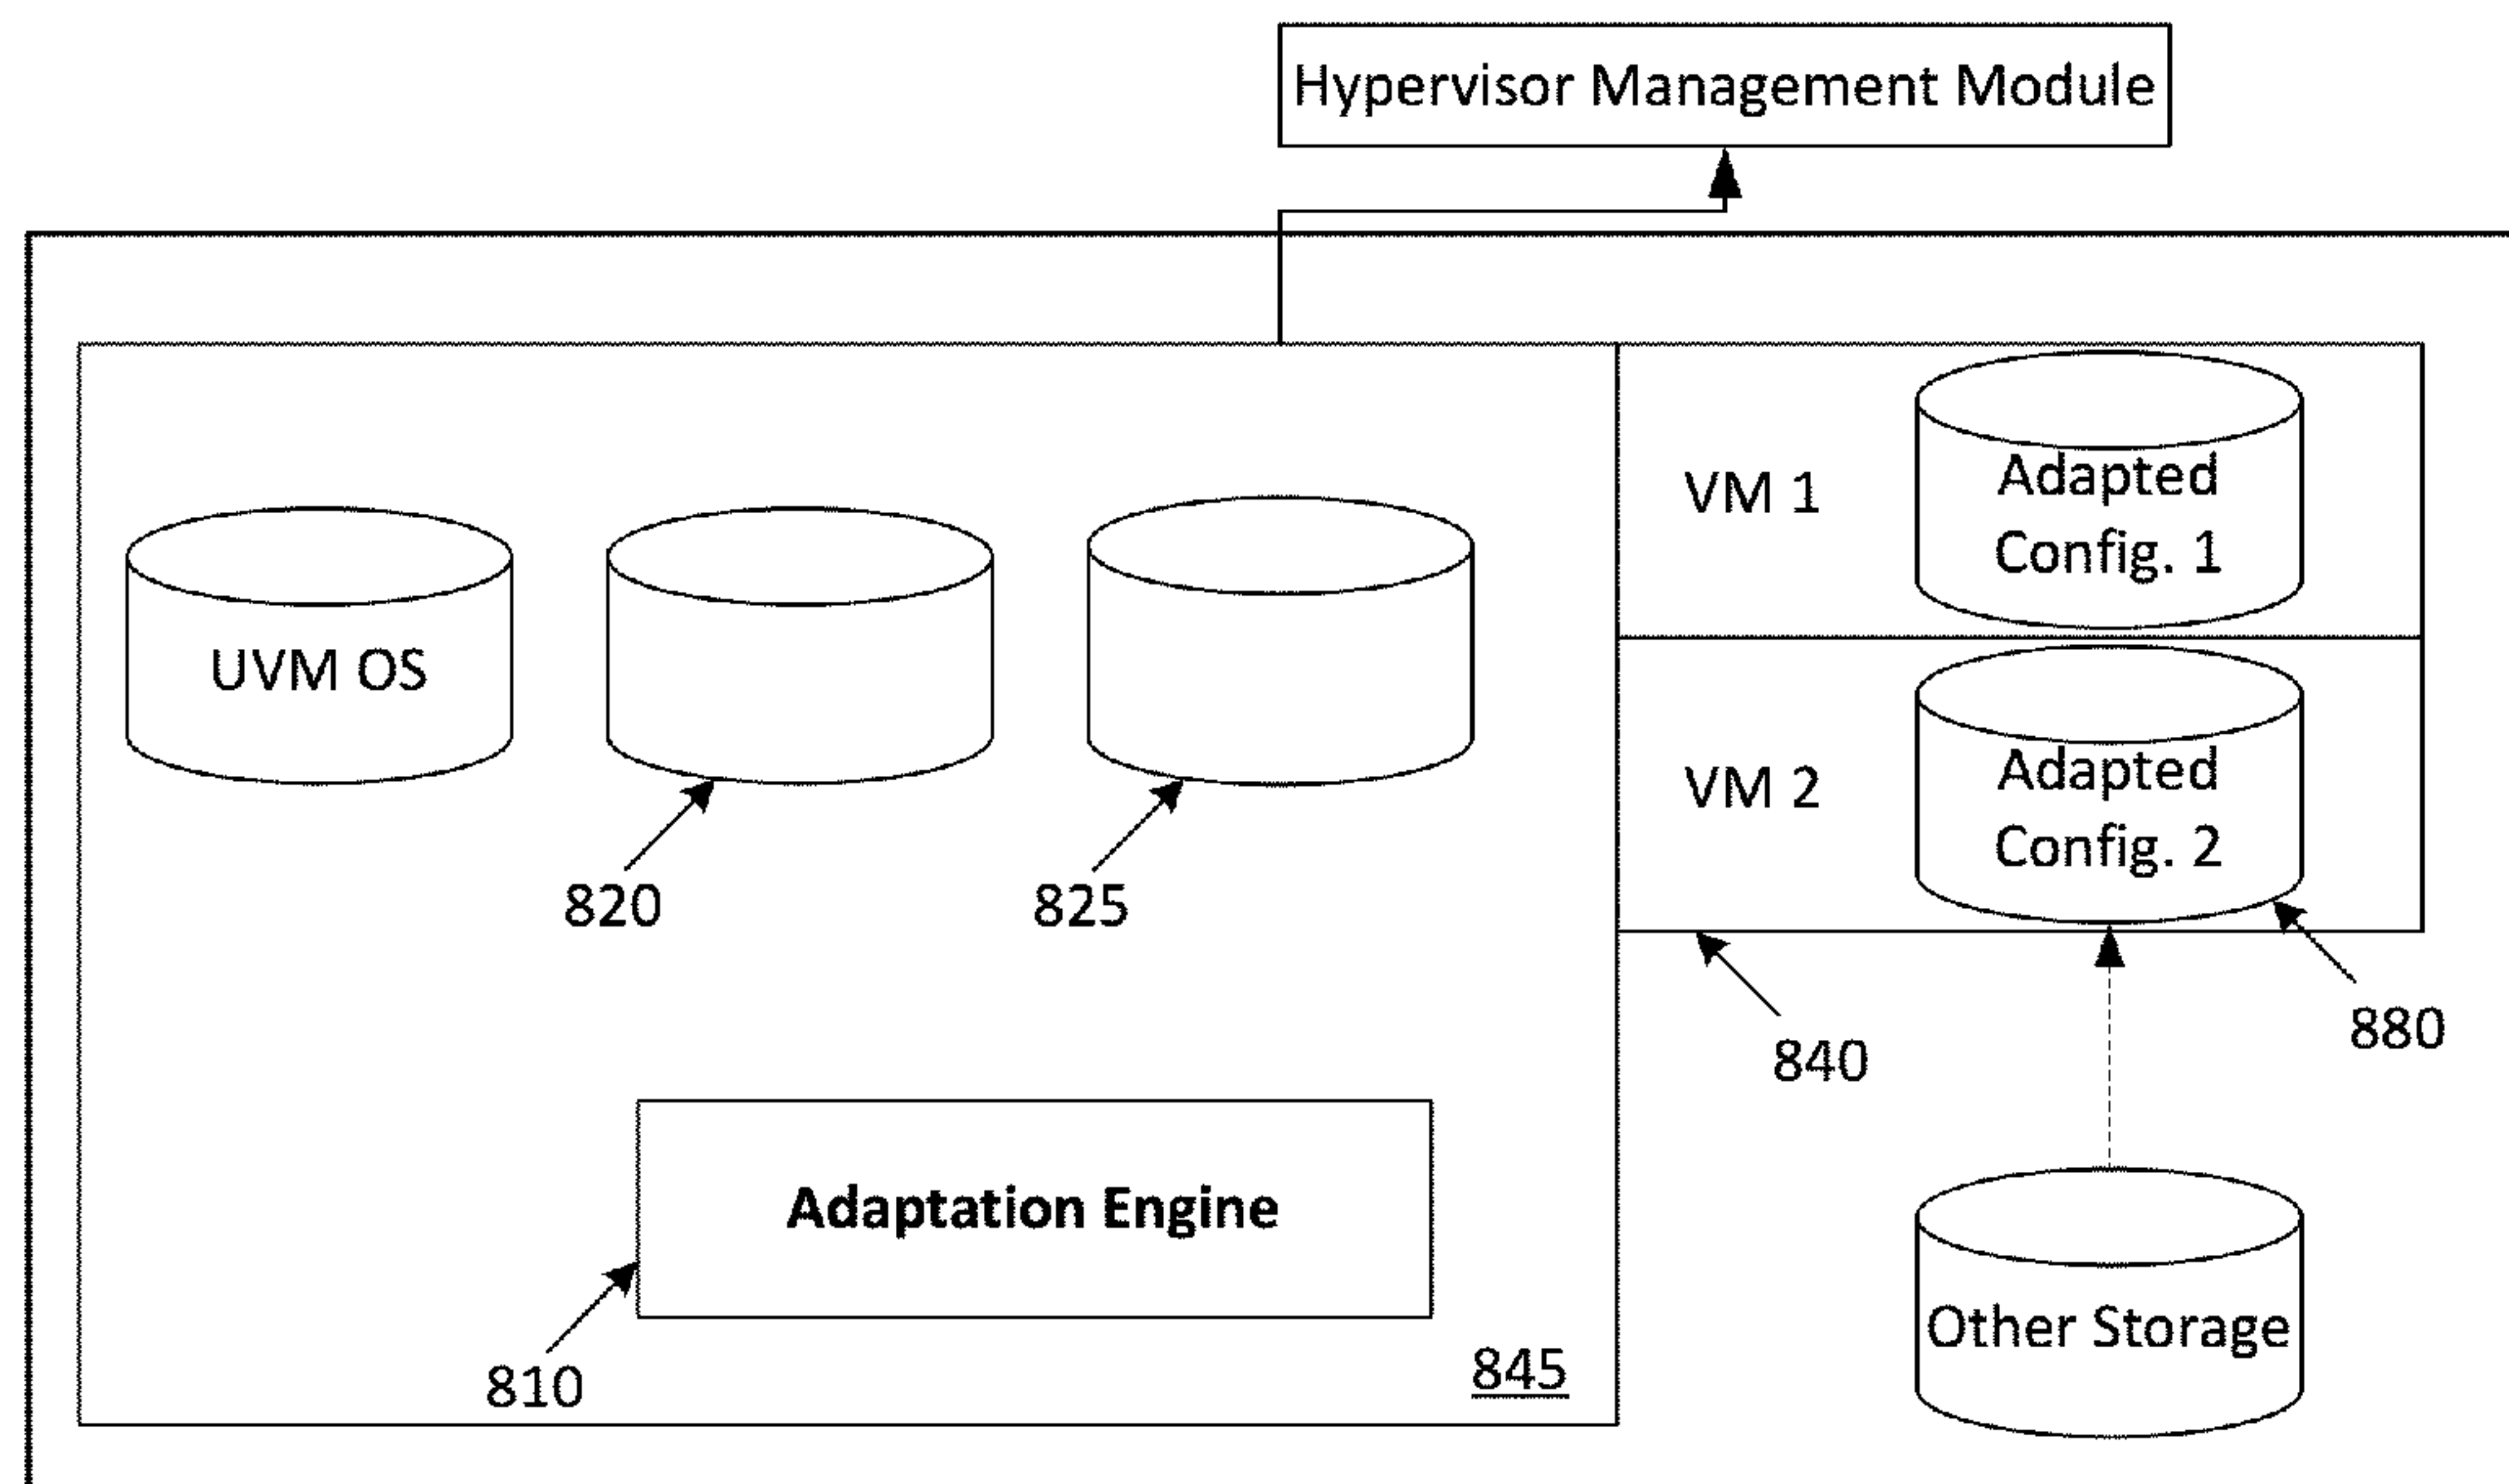 Hypervisor Management Module
VM 1
Adapted
Config. 1
UVM OS
VM 2
Adapted
Config. 2
820
825
840
880
Adaptation Engine
810
845
Other Storage